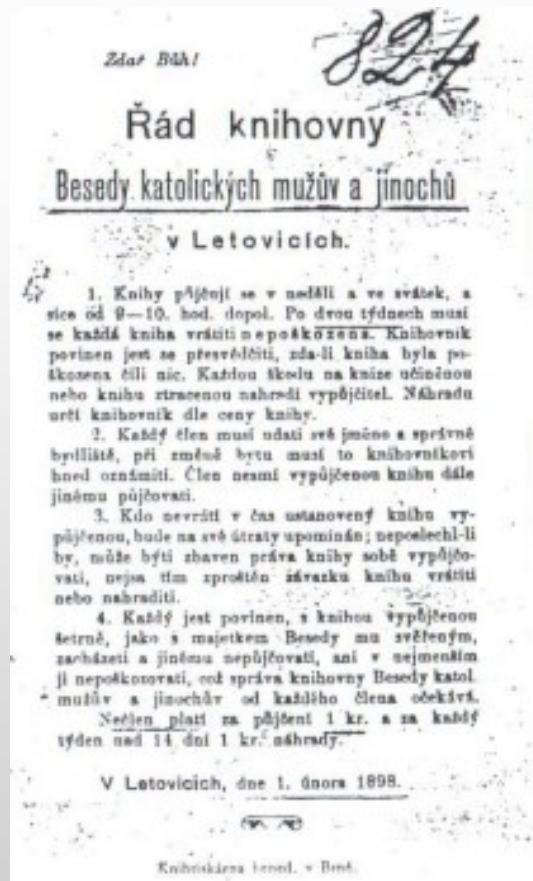 824
Zdař Bůh!
Řád knihovny
Besedy katolických mužův a jinochů
v Letovicích.
1. Knihy půjčují se v neděli a ve svátek, a
sice od 9—10. hod. dopol. Po dvou týdnech musí
se každá kniha vrátiti nepoškozena. Knihovník
povinen jest se přesvědčiti, zda-li kniha byla po-
škozena čili nic. Každou škodu na knize učiněnou
nebo knihu ztracenou nahradí vypůjčitel. Náhradu
určí knihovník dle ceny knihy.
2. Každý člen musí udati své jméno a správné
bydliště, při změně bytu musí to knihovníkovi
hned oznámiti. Člen nesmí vypůjčenou knihu dále
jinému půjčovati.
3. Kdo nevrátí v čas ustanovený knihu vy-
půjčenou, bude na své útraty upomínán; neposlechl-li
by, může býti zbaven práva knihy sobě vypůjčo-
vati, nejsa tím zproštěn závazku knihu vrátiti
nebo nahraditi.
4. Každý jest povinen, s knihou vypůjčenou
šetrně, jako s majetkem Besedy mu svěřeným,
zacházeti a jinému nepůjčovati, ani v nejmenším
ji nepoškozovati, což správa knihovny Besedy katol.
mužův a jinochův od každého člena očekává.
Nečlen platí za půjčení 1 kr. a za každý
týden nad 14 dní 1 kr. náhrady.
V Letovicích, dne 1. února 1898.
Knihtiskárna bened. v Brně.